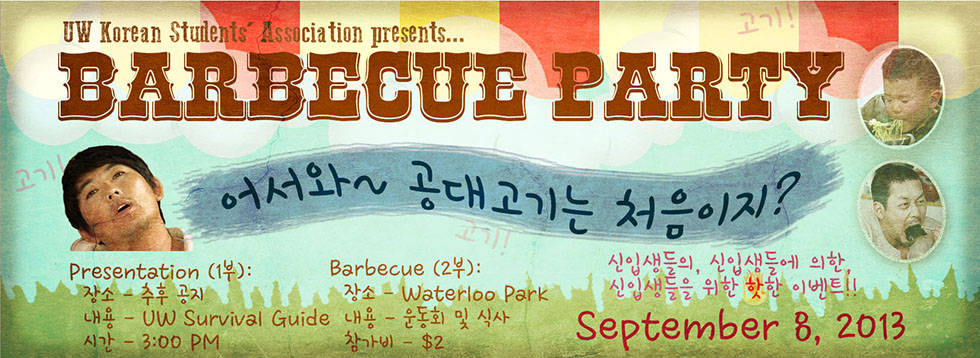 UW Korean Students´ Association presents...
BARBECUE PARTY
고기!
고기!
어서와~ 공대고기는 처음이지?
고기!
Presentation (1부):
장소 - 추후 공지
내용 - UW Survival Guide
시간 - 3:00 PM
Barbecue (2부):
장소 - Waterloo Park
내용 - 운동회 및 식사
참가비 - $2
신입생들의, 신입생들에 의한,
신입생들을 위한 핫한 이벤트!!
September 8, 2013